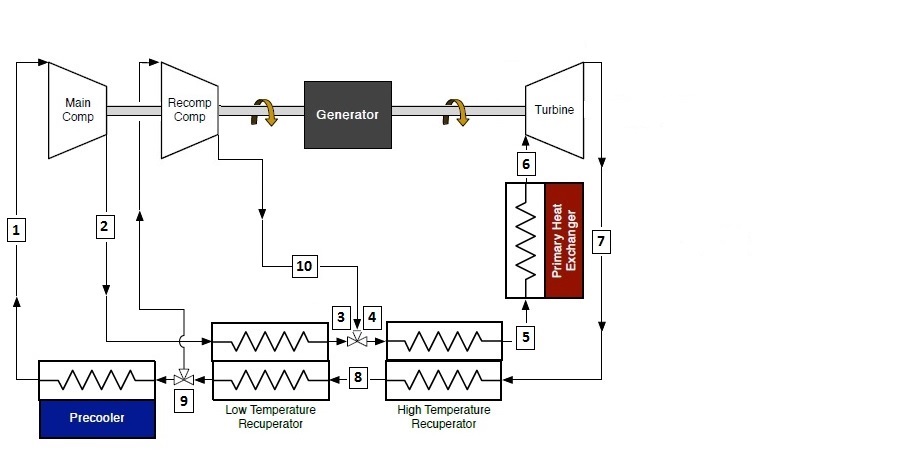 Main
Comp
Recomp
Comp
Generator
Turbine
6
Primary Heat
Exchanger
1
2
7
10
3
4
5
8
9
Low Temperature
Recuperator
High Temperature
Recuperator
Precooler